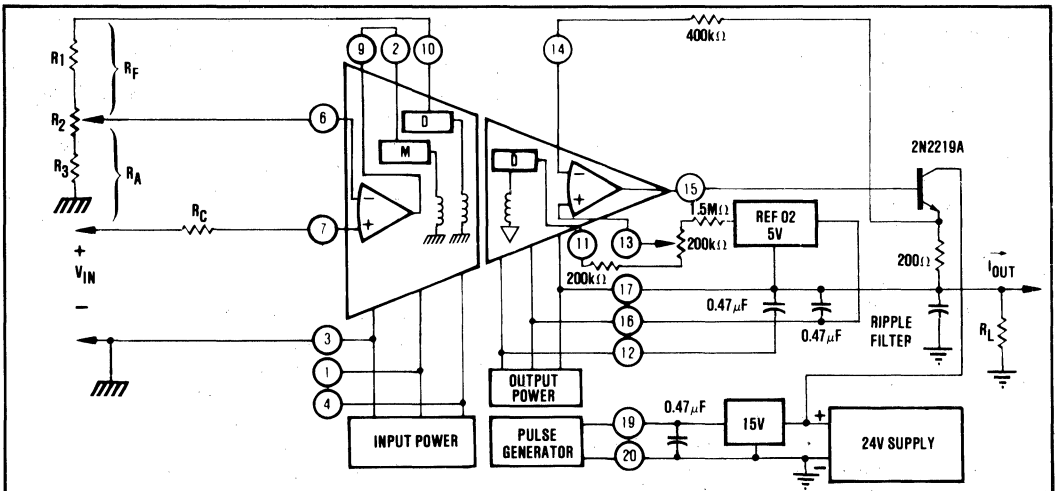 R1
RF
R2
R3
RA
RC
+
VIN
−
9
2
10
6
7
3
1
4
D
M
−
+
INPUT POWER
14
400kΩ
D
−
+
15
11
13
200kΩ
1.5MΩ
200kΩ
REF 02
5V
17
16
12
0.47µF
0.47µF
OUTPUT
POWER
2N2219A
200Ω
IOUT
RIPPLE
FILTER
RL
PULSE
GENERATOR
19
20
0.47µF
15V
+
−
24V SUPPLY